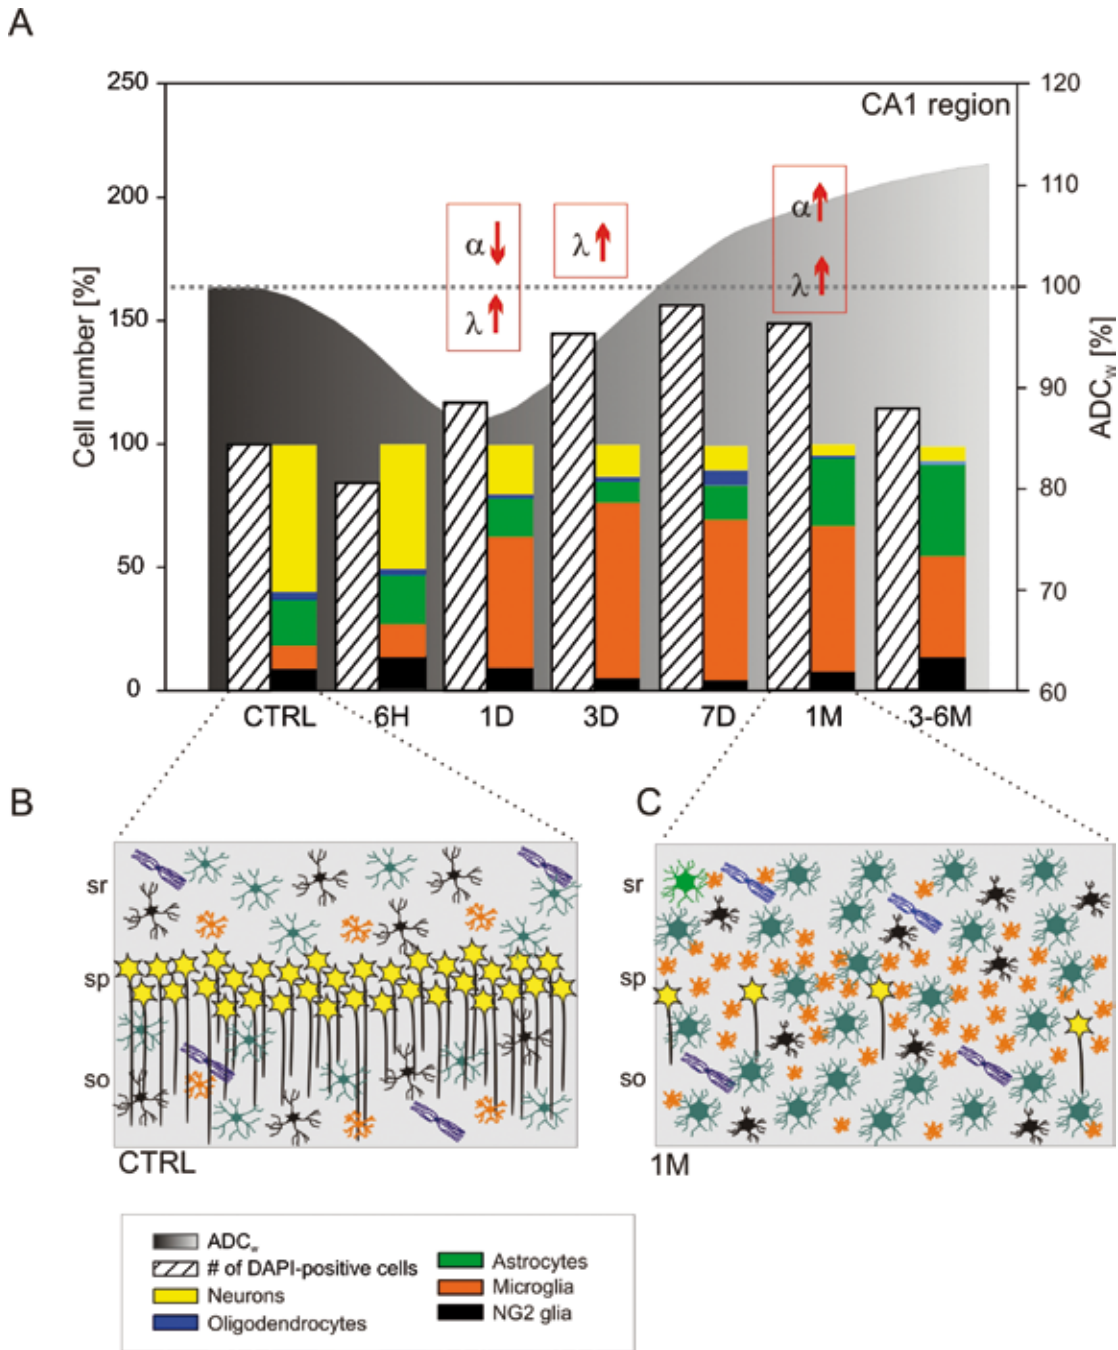 A
250
200
150
100
50
0
Cell number [%]
120
110
100
90
80
70
60
ADCw [%]
CA1 region
α
λ
λ
α
λ
CTRL 6H 1D 3D 7D 1M 3-6M
B
sr
sp
so
CTRL
C
sr
sp
so
1M
ADCw
# of DAPI-positive cells
Neurons
Oligodendrocytes
Astrocytes
Microglia
NG2 glia